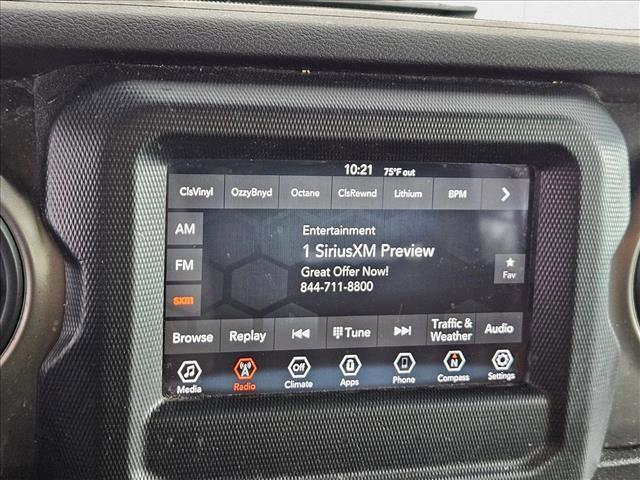 10:21 75°F out
ClsVinyl OzzyBnyd Octane ClsRewnd Lithium BPM
AM
Entertainment
1 SiriusXM Preview
FM
Great Offer Now!
Fav
844-711-8800
sxm
Browse Replay Tune Traffic & Weather Audio
Media Radio Off Climate Apps Phone N Compass Settings